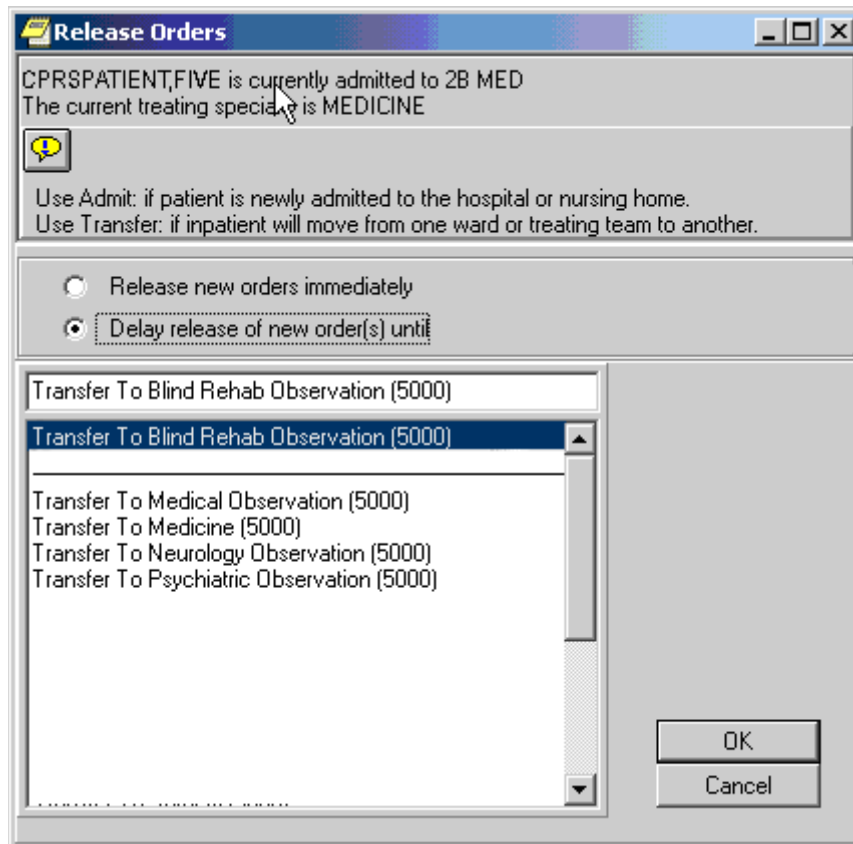 Release Orders
CPRSPATIENT,FIVE is currently admitted to 2B MED
The current treating specialty is MEDICINE
Use Admit: if patient is newly admitted to the hospital or nursing home.
Use Transfer: if inpatient will move from one ward or treating team to another.
Release new orders immediately
Delay release of new order(s) until
Transfer To Blind Rehab Observation (5000)
Transfer To Blind Rehab Observation (5000)
Transfer To Medical Observation (5000)
Transfer To Medicine (5000)
Transfer To Neurology Observation (5000)
Transfer To Psychiatric Observation (5000)
OK
Cancel